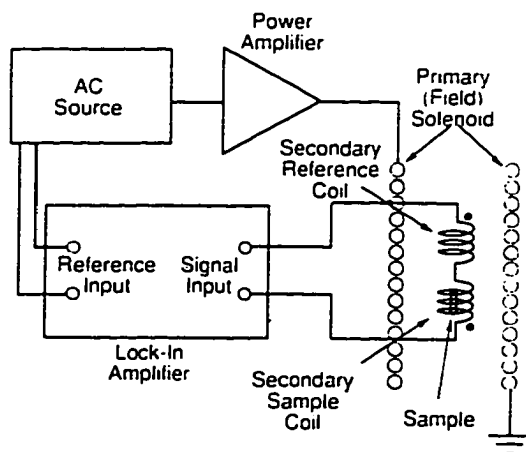 Power
Amplifier
AC
Source
Primary
(Field)
Solenoid
Secondary
Reference
Coil
Reference
Input
Signal
Input
Lock-In
Amplifier
Secondary
Sample
Coil
Sample